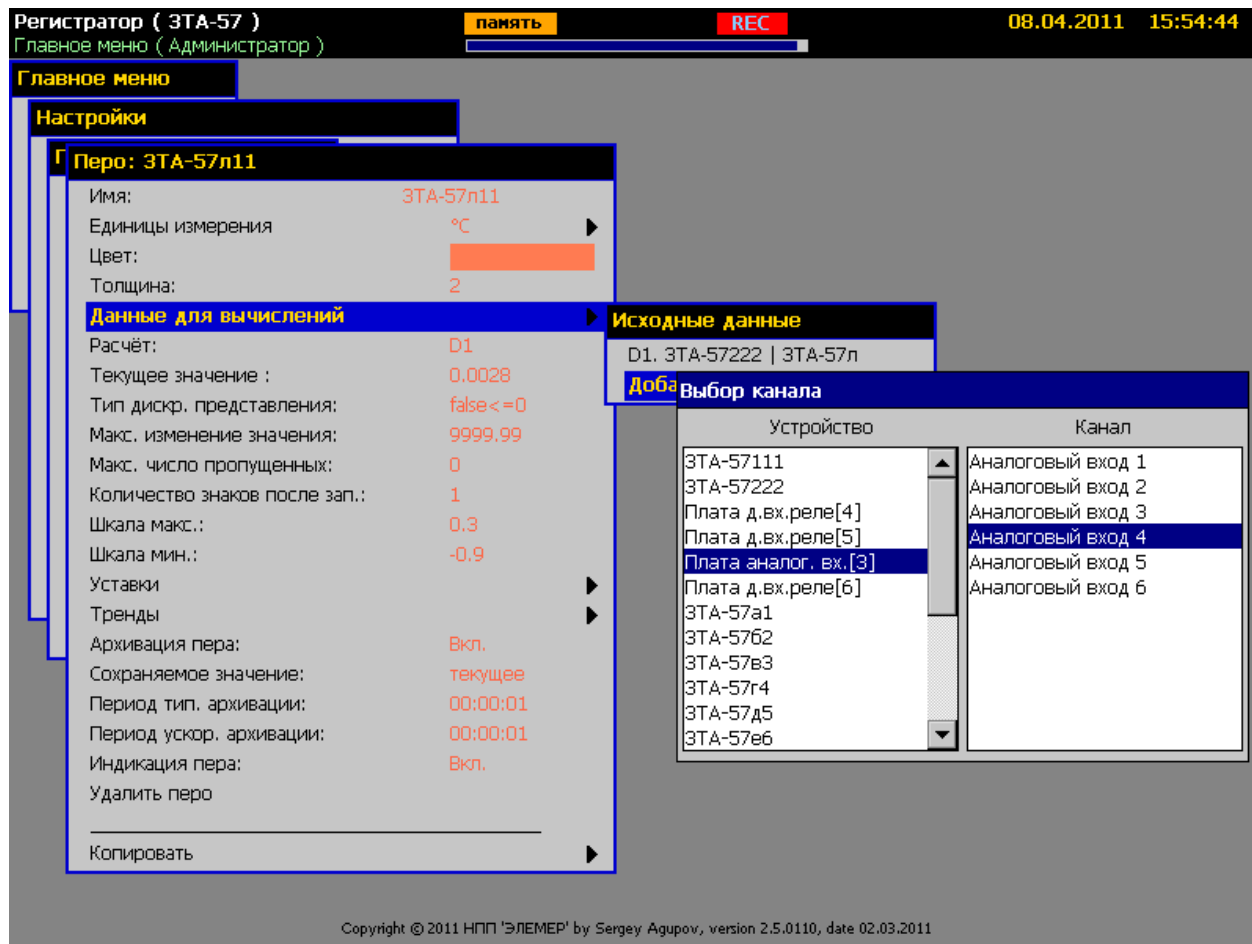 Регистратор ( ЗТА-57 )
память
REC
08.04.2011 15:54:44
Главное меню ( Администратор )
Главное меню
Настройки
Перо: ЗТА-57л11
Имя: ЗТА-57л11
Единицы измерения °C
Цвет:
Толщина: 2
Данные для вычислений
Расчёт: D1
Текущее значение : 0.0028
Тип дискр. представления: false<=0
Макс. изменение значения: 9999.99
Макс. число пропущенных: 0
Количество знаков после зап.: 1
Шкала макс.: 0.3
Шкала мин.: -0.9
Уставки
Тренды
Архивация пера: Вкл.
Сохраняемое значение: текущее
Период тип. архивации: 00:00:01
Период ускор. архивации: 00:00:01
Индикация пера: Вкл.
Удалить перо
Копировать
Исходные данные
D1. ЗТА-57222 | ЗТА-57л
Доба
Выбор канала
Устройство
ЗТА-57111
ЗТА-57222
Плата д.вх.реле[4]
Плата д.вх.реле[5]
Плата аналог. вх.[3]
Плата д.вх.реле[6]
ЗТА-57а1
ЗТА-57б2
ЗТА-57в3
ЗТА-57г4
ЗТА-57д5
ЗТА-57е6
Канал
Аналоговый вход 1
Аналоговый вход 2
Аналоговый вход 3
Аналоговый вход 4
Аналоговый вход 5
Аналоговый вход 6
Copyright © 2011 НПП 'ЭЛЕМЕР' by Sergey Agupov, version 2.5.0110, date 02.03.2011